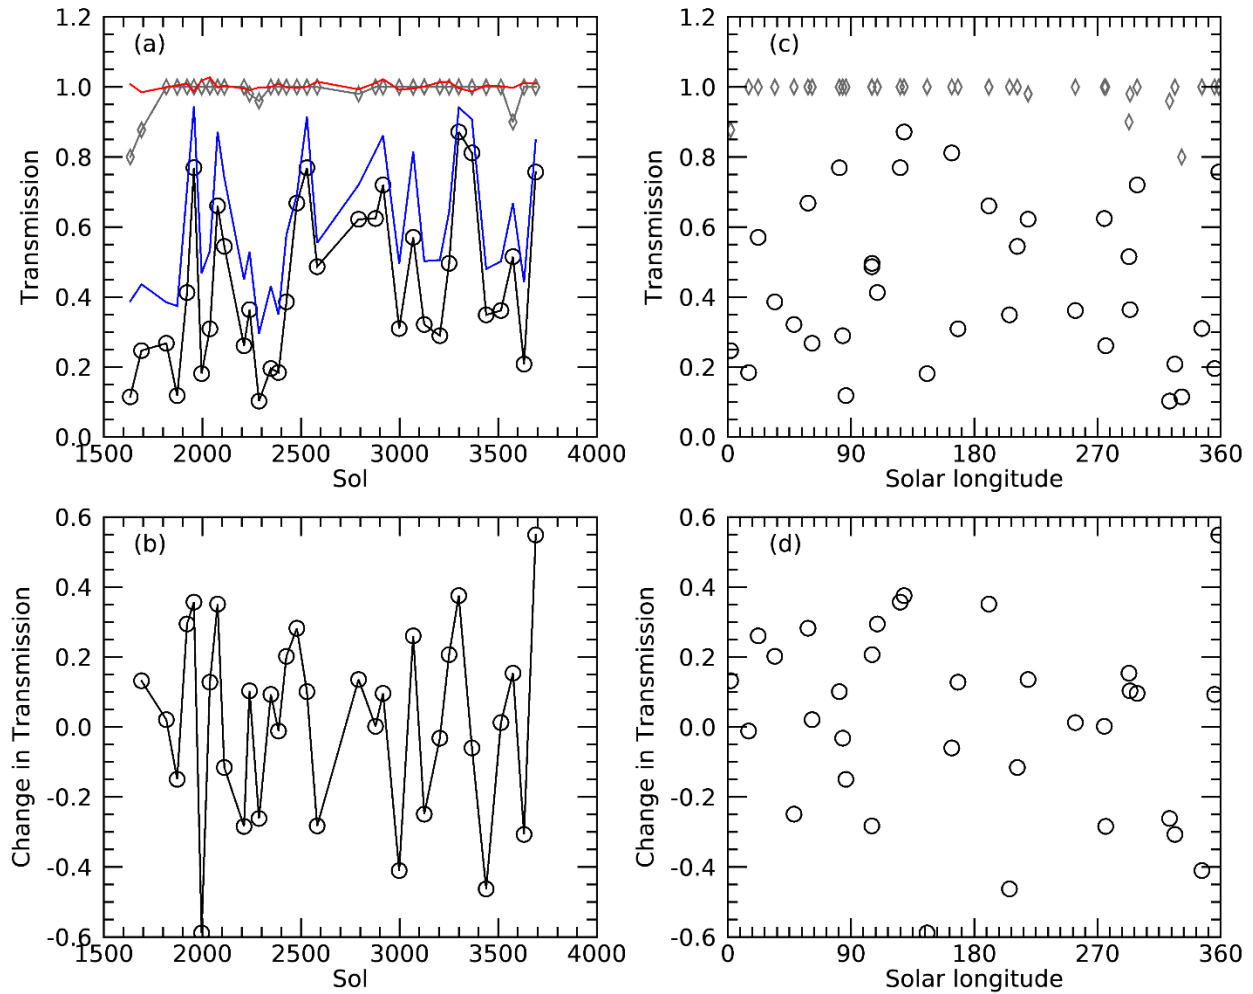 (a)
Transmission
1.2
1.0
0.8
0.6
0.4
0.2
0.0
1500 2000 2500 3000 3500 4000
Sol
(c)
Transmission
1.2
1.0
0.8
0.6
0.4
0.2
0.0
0 90 180 270 360
Solar longitude
(b)
Change in Transmission
0.6
0.4
0.2
0.0
-0.2
-0.4
-0.6
1500 2000 2500 3000 3500 4000
Sol
(d)
Change in Transmission
0.6
0.4
0.2
0.0
-0.2
-0.4
-0.6
0 90 180 270 360
Solar longitude